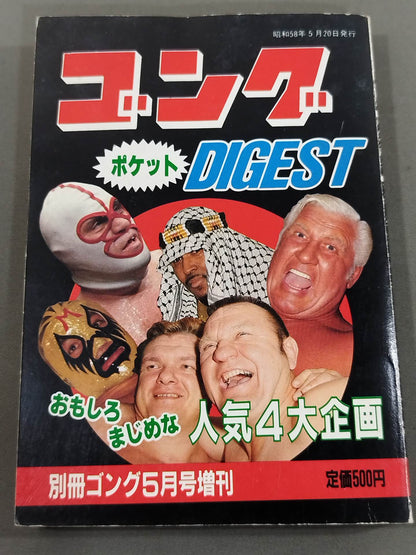 昭和58年5月20日発行
ゴング
ポケット
DIGEST
おもしろ
まじめな
人気4大企画
別冊ゴング5月号増刊
定価500円